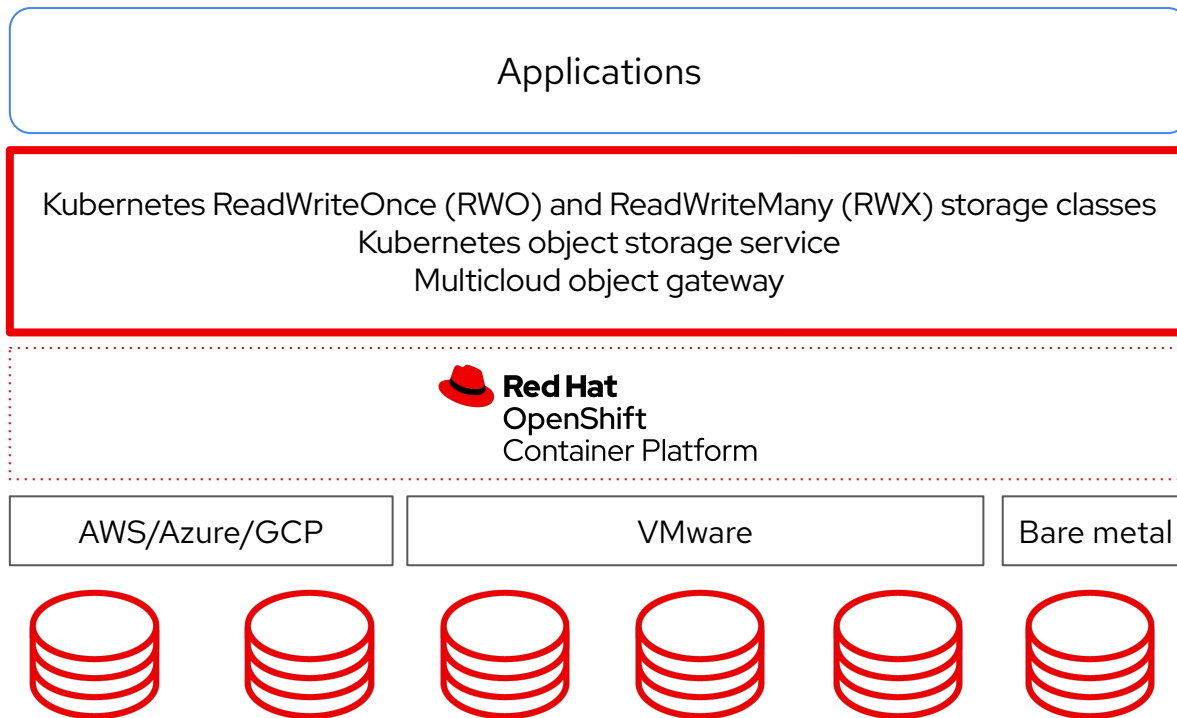 Applications
Kubernetes ReadWriteOnce (RWO) and ReadWriteMany (RWX) storage classes
Kubernetes object storage service
Multicloud object gateway
Red Hat
OpenShift
Container Platform
AWS/Azure/GCP
VMware
Bare metal